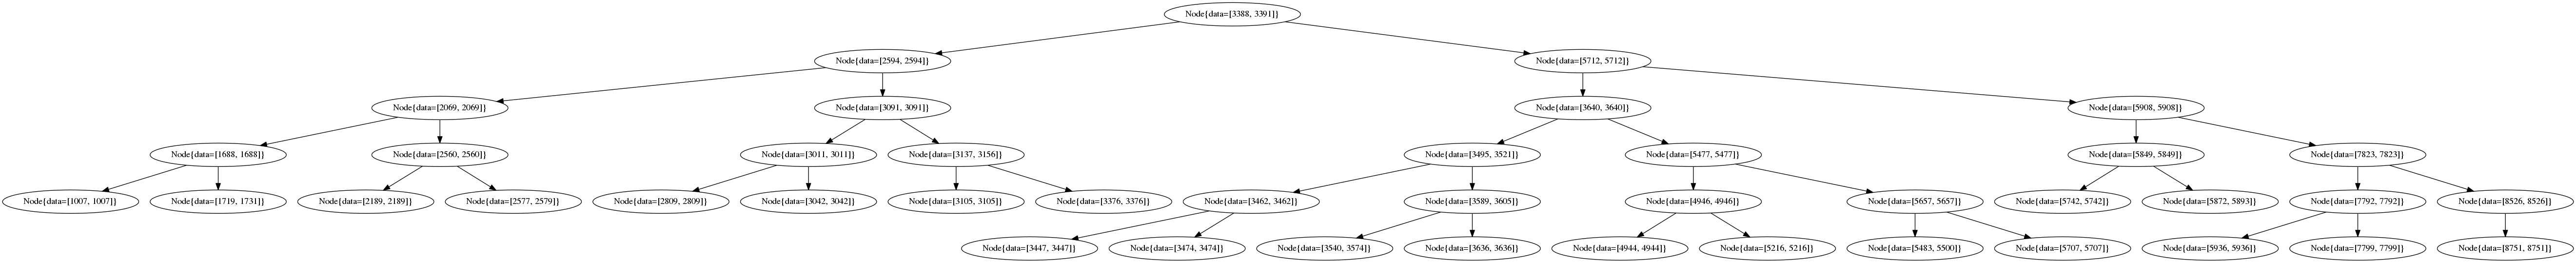 Node{data=[3388, 3391]}
Node{data=[2594, 2594]}
Node{data=[5712, 5712]}
Node{data=[2069, 2069]}
Node{data=[3091, 3091]}
Node{data=[3640, 3640]}
Node{data=[5908, 5908]}
Node{data=[1688, 1688]}
Node{data=[2560, 2560]}
Node{data=[3011, 3011]}
Node{data=[3137, 3156]}
Node{data=[3495, 3521]}
Node{data=[5477, 5477]}
Node{data=[5849, 5849]}
Node{data=[7823, 7823]}
Node{data=[1007, 1007]}
Node{data=[1719, 1731]}
Node{data=[2189, 2189]}
Node{data=[2577, 2579]}
Node{data=[2809, 2809]}
Node{data=[3042, 3042]}
Node{data=[3105, 3105]}
Node{data=[3376, 3376]}
Node{data=[3462, 3462]}
Node{data=[3589, 3605]}
Node{data=[4946, 4946]}
Node{data=[5657, 5657]}
Node{data=[5742, 5742]}
Node{data=[5872, 5893]}
Node{data=[7792, 7792]}
Node{data=[8526, 8526]}
Node{data=[3447, 3447]}
Node{data=[3474, 3474]}
Node{data=[3540, 3574]}
Node{data=[3636, 3636]}
Node{data=[4944, 4944]}
Node{data=[5216, 5216]}
Node{data=[5483, 5500]}
Node{data=[5707, 5707]}
Node{data=[5936, 5936]}
Node{data=[7799, 7799]}
Node{data=[8751, 8751]}